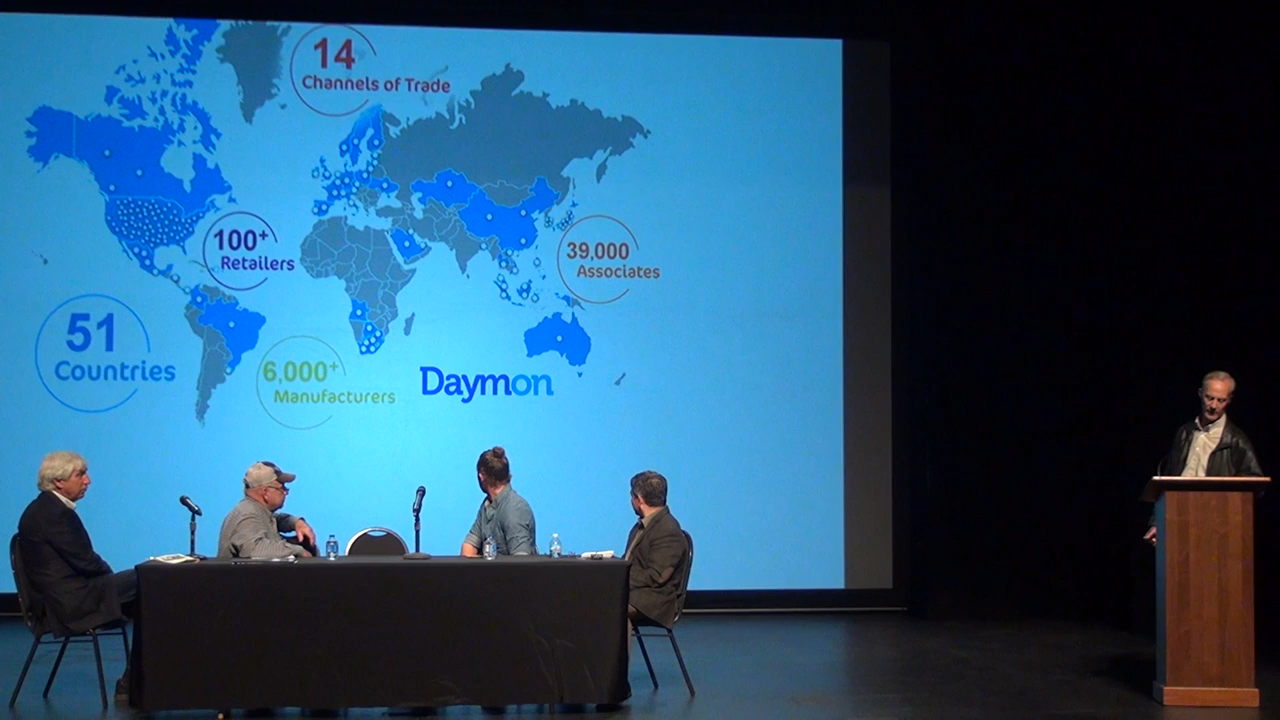 14
Channels of Trade
100+
Retailers
39,000
Associates
51
Countries
6,000+
Manufacturers
Daymon